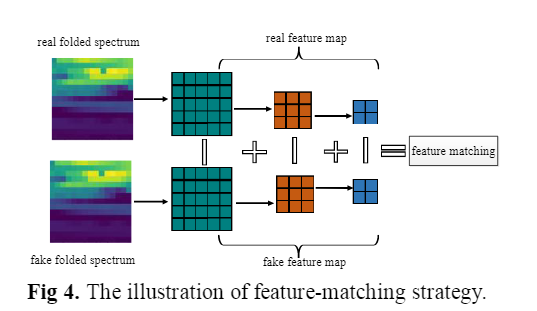 real folded spectrum
real feature map
feature matching
fake folded spectrum
fake feature map
Fig 4. The illustration of feature-matching strategy.